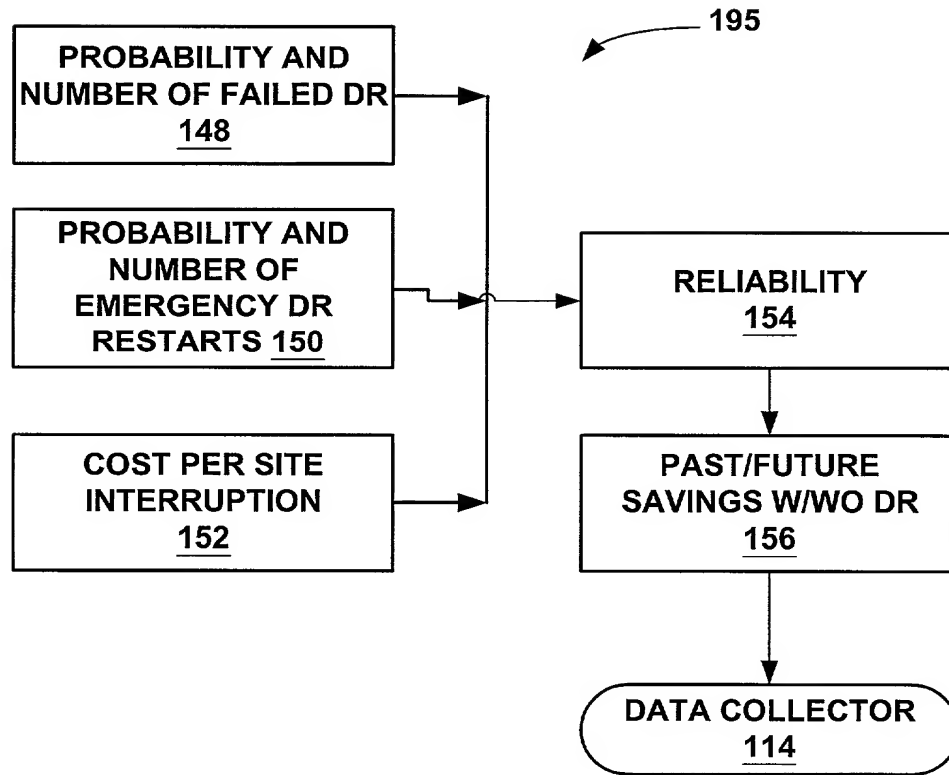 195
PROBABILITY AND
NUMBER OF FAILED DR
148
PROBABILITY AND
NUMBER OF
EMERGENCY DR
RESTARTS 150
COST PER SITE
INTERRUPTION
152
RELIABILITY
154
PAST/FUTURE
SAVINGS W/WO DR
156
DATA COLLECTOR
114